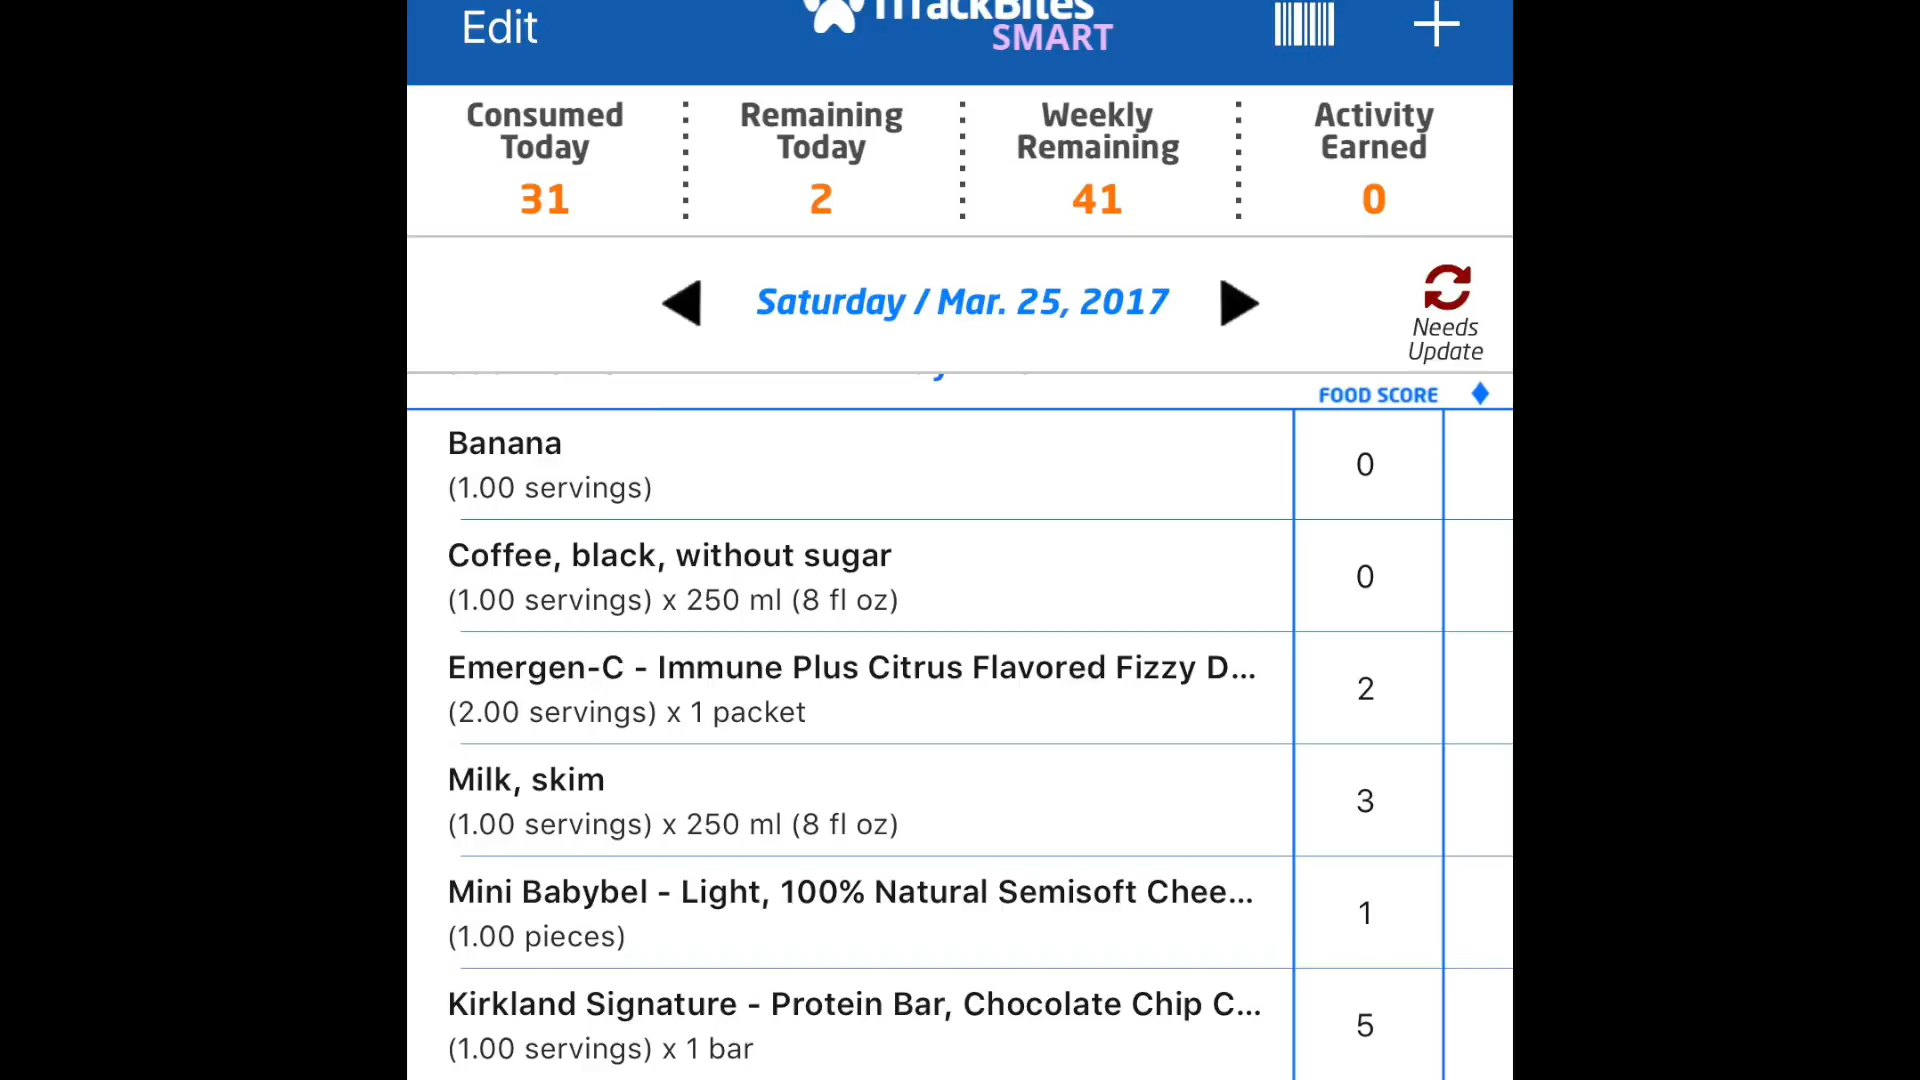 Edit
iTrackBites
SMART
Consumed
Today
31
Remaining
Today
2
Weekly
Remaining
41
Activity
Earned
0
Saturday / Mar. 25, 2017
Needs
Update
FOOD SCORE
Banana
(1.00 servings)
0
Coffee, black, without sugar
(1.00 servings) x 250 ml (8 fl oz)
0
Emergen-C - Immune Plus Citrus Flavored Fizzy D...
(2.00 servings) x 1 packet
2
Milk, skim
(1.00 servings) x 250 ml (8 fl oz)
3
Mini Babybel - Light, 100% Natural Semisoft Chee...
(1.00 pieces)
1
Kirkland Signature - Protein Bar, Chocolate Chip C...
(1.00 servings) x 1 bar
5